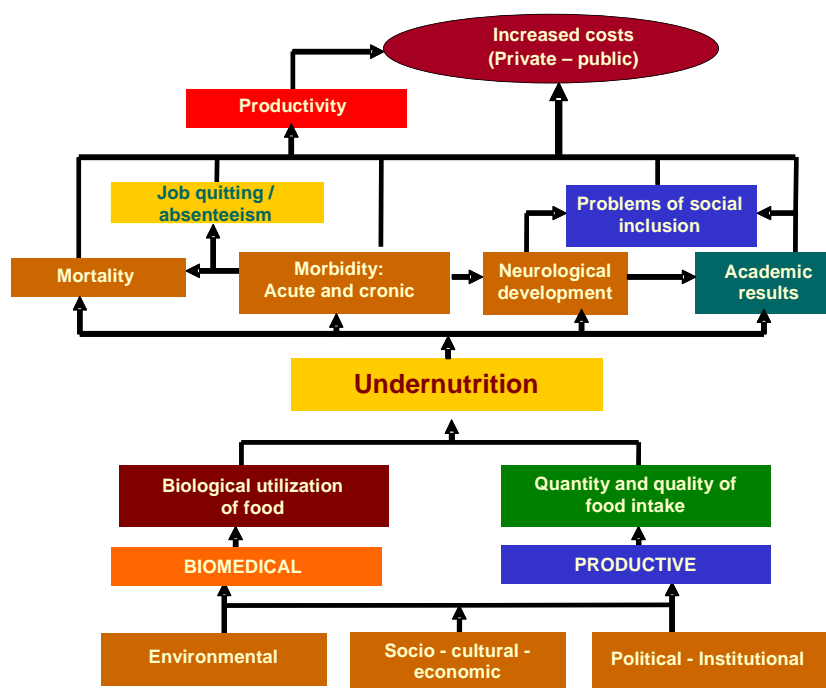 Increased costs
(Private – public)
Productivity
Job quitting /
absenteeism
Problems of social
inclusion
Mortality
Morbidity:
Acute and cronic
Neurological
development
Academic
results
Undernutrition
Biological utilization
of food
Quantity and quality of
food intake
BIOMEDICAL
PRODUCTIVE
Environmental
Socio - cultural -
economic
Political - Institutional